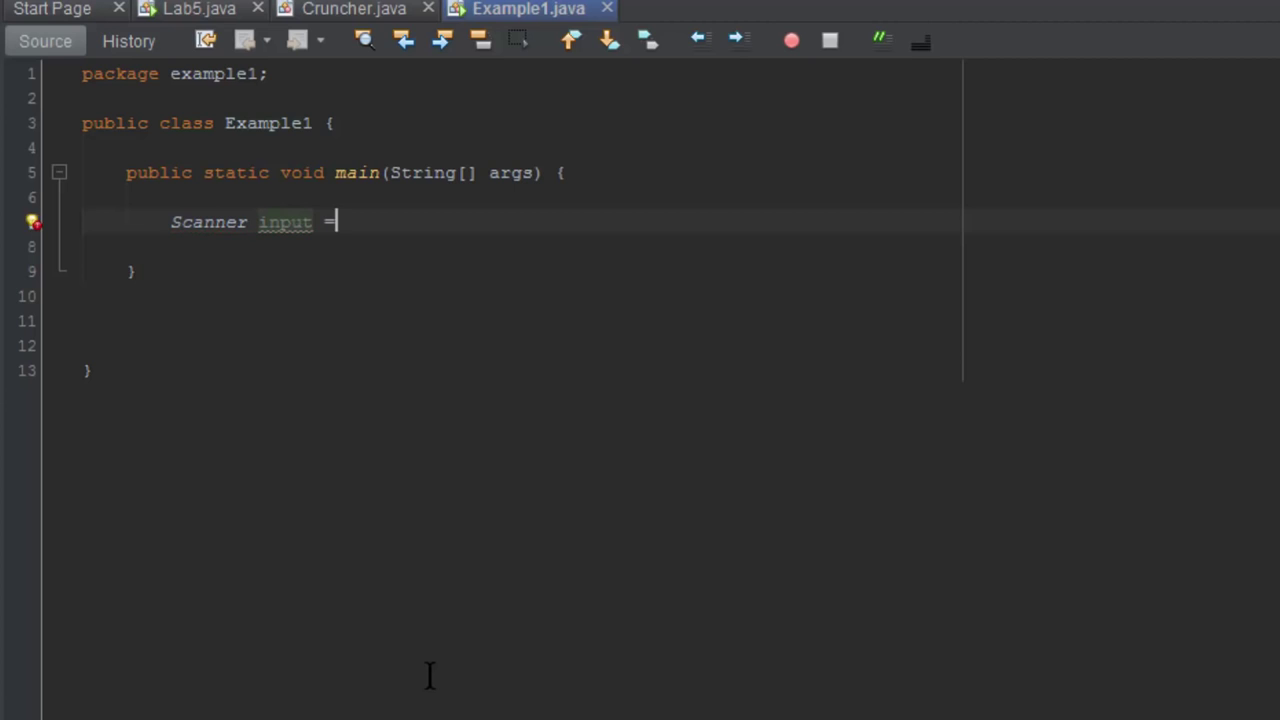 Start Page Lab5.java Cruncher.java Example1.java
Source History
1 package example1;
2
3 public class Example1 {
4
5 public static void main(String[] args) {
6
Scanner input =
8
9 }
10
11
12
13 }